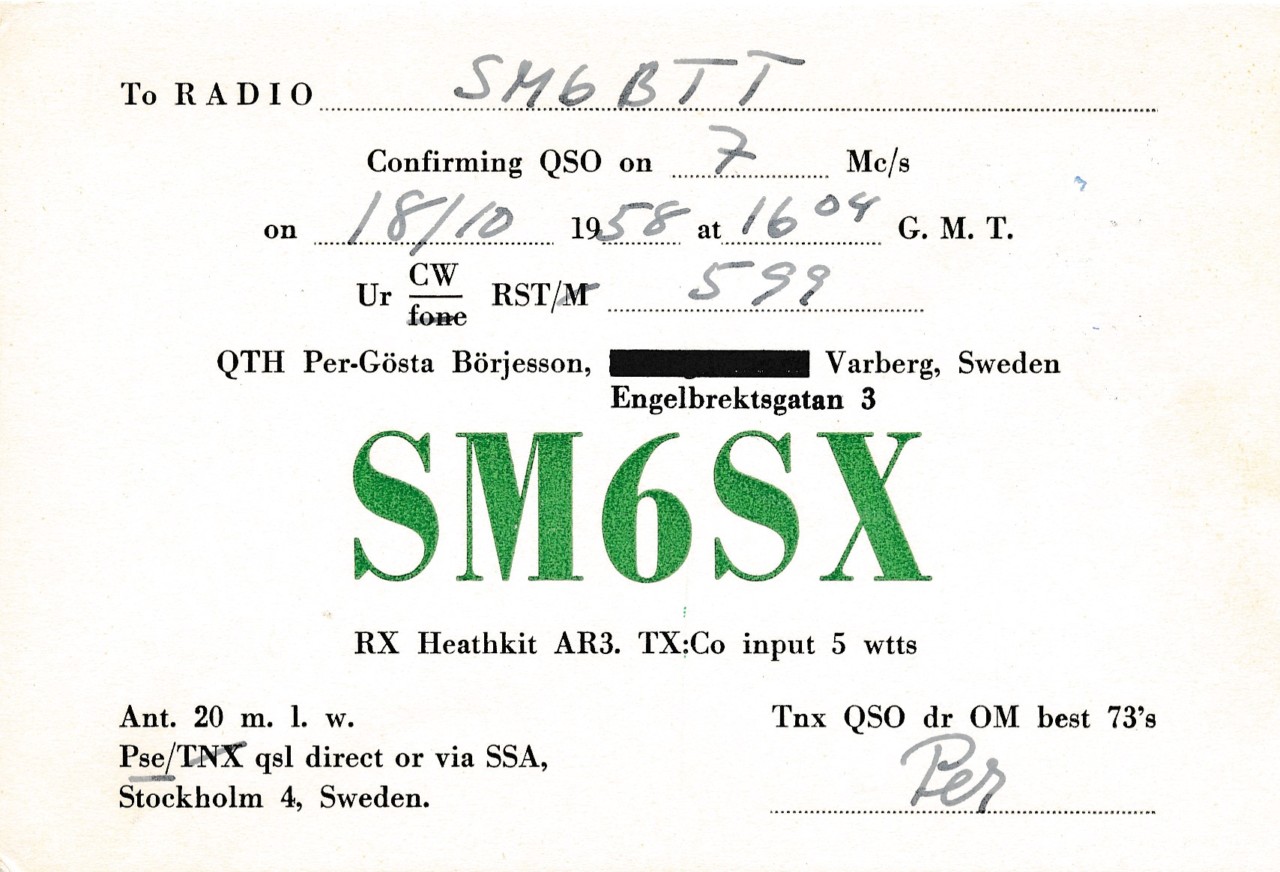 To RADIO SM6BTT
Confirming QSO on 7 Mc/s
on 18/10 1958 at 16⁰⁴ G. M. T.
Ur CW/fone RST/M 599
QTH Per-Gösta Börjesson, Varberg, Sweden
Engelbrektsgatan 3
SM6SX
RX Heathkit AR3. TX:Co input 5 wtts
Ant. 20 m. l. w.
Pse/TNX qsl direct or via SSA,
Stockholm 4, Sweden.
Tnx QSO dr OM best 73's
Per